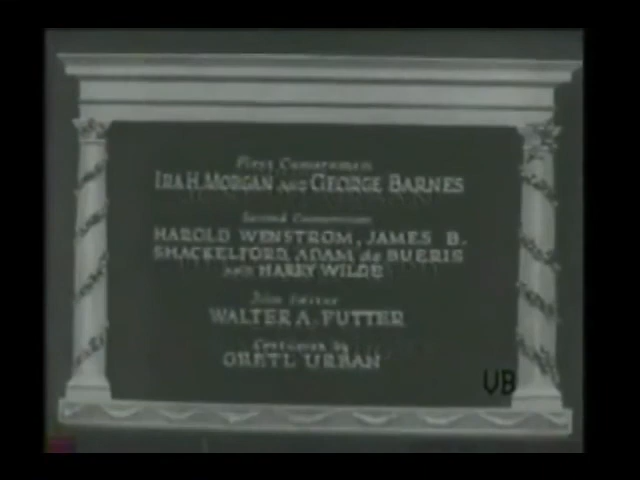 First Cameramen
IRA H. MORGAN AND GEORGE BARNES
Second Cameramen
HAROLD WENSTROM, JAMES B.
SHACKELFORD, ADAM de BUERIS
AND HARRY WILDE
Film Editor
WALTER A. FUTTER
Costumes by
GRETL URBAN
VB